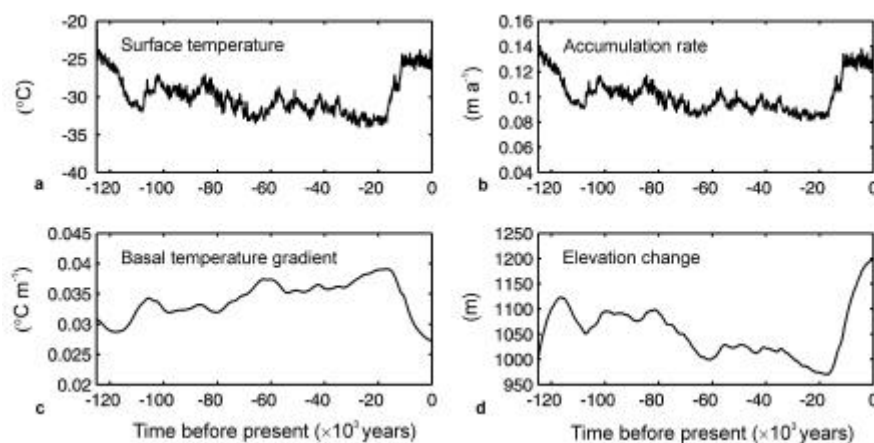 -20
-25
-30
-35
-40
(°C)
Surface temperature
a
-120 -100 -80 -60 -40 -20 0
0.16
0.14
0.12
0.1
0.08
0.06
0.04
(m a⁻¹)
Accumulation rate
b
-120 -100 -80 -60 -40 -20 0
0.045
0.04
0.035
0.03
0.025
0.02
(°C m⁻¹)
Basal temperature gradient
c
-120 -100 -80 -60 -40 -20 0
Time before present (×10³ years)
1250
1200
1150
1100
1050
1000
950
(m)
Elevation change
d
-120 -100 -80 -60 -40 -20 0
Time before present (×10³ years)